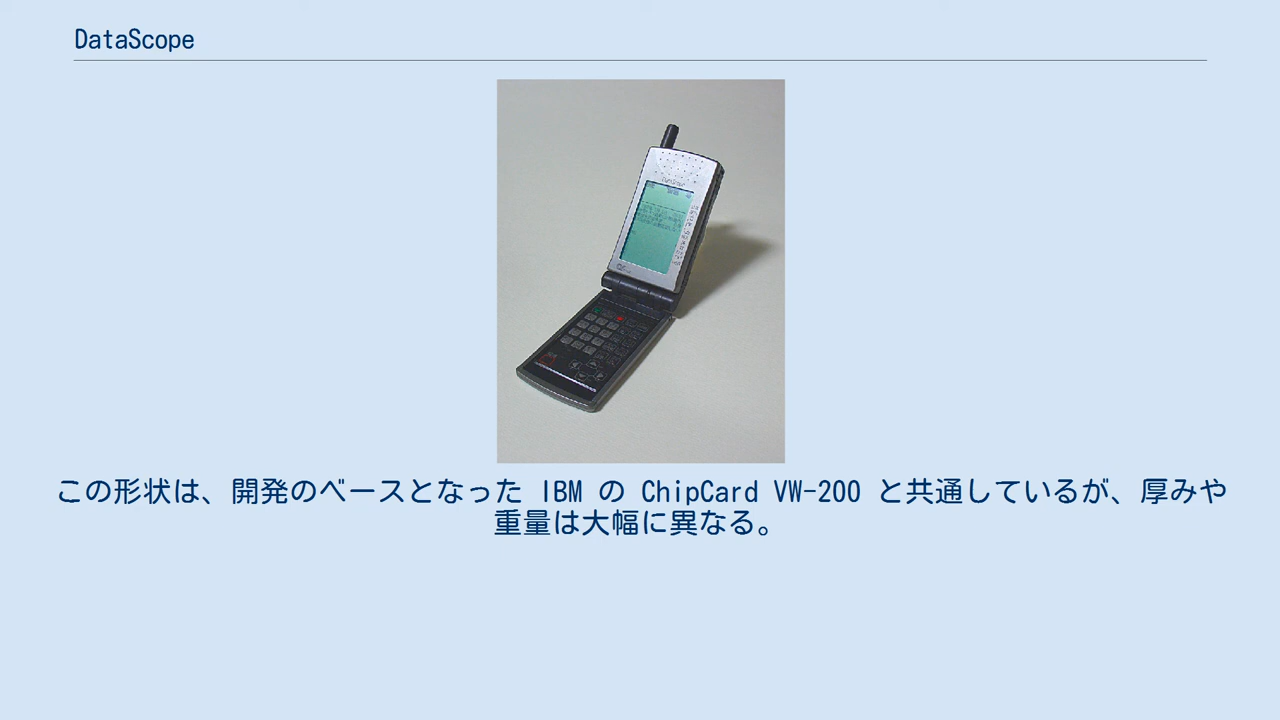 DataScope
この形状は、開発のベースとなった IBM の ChipCard VW-200 と共通しているが、厚みや
重量は大幅に異なる。